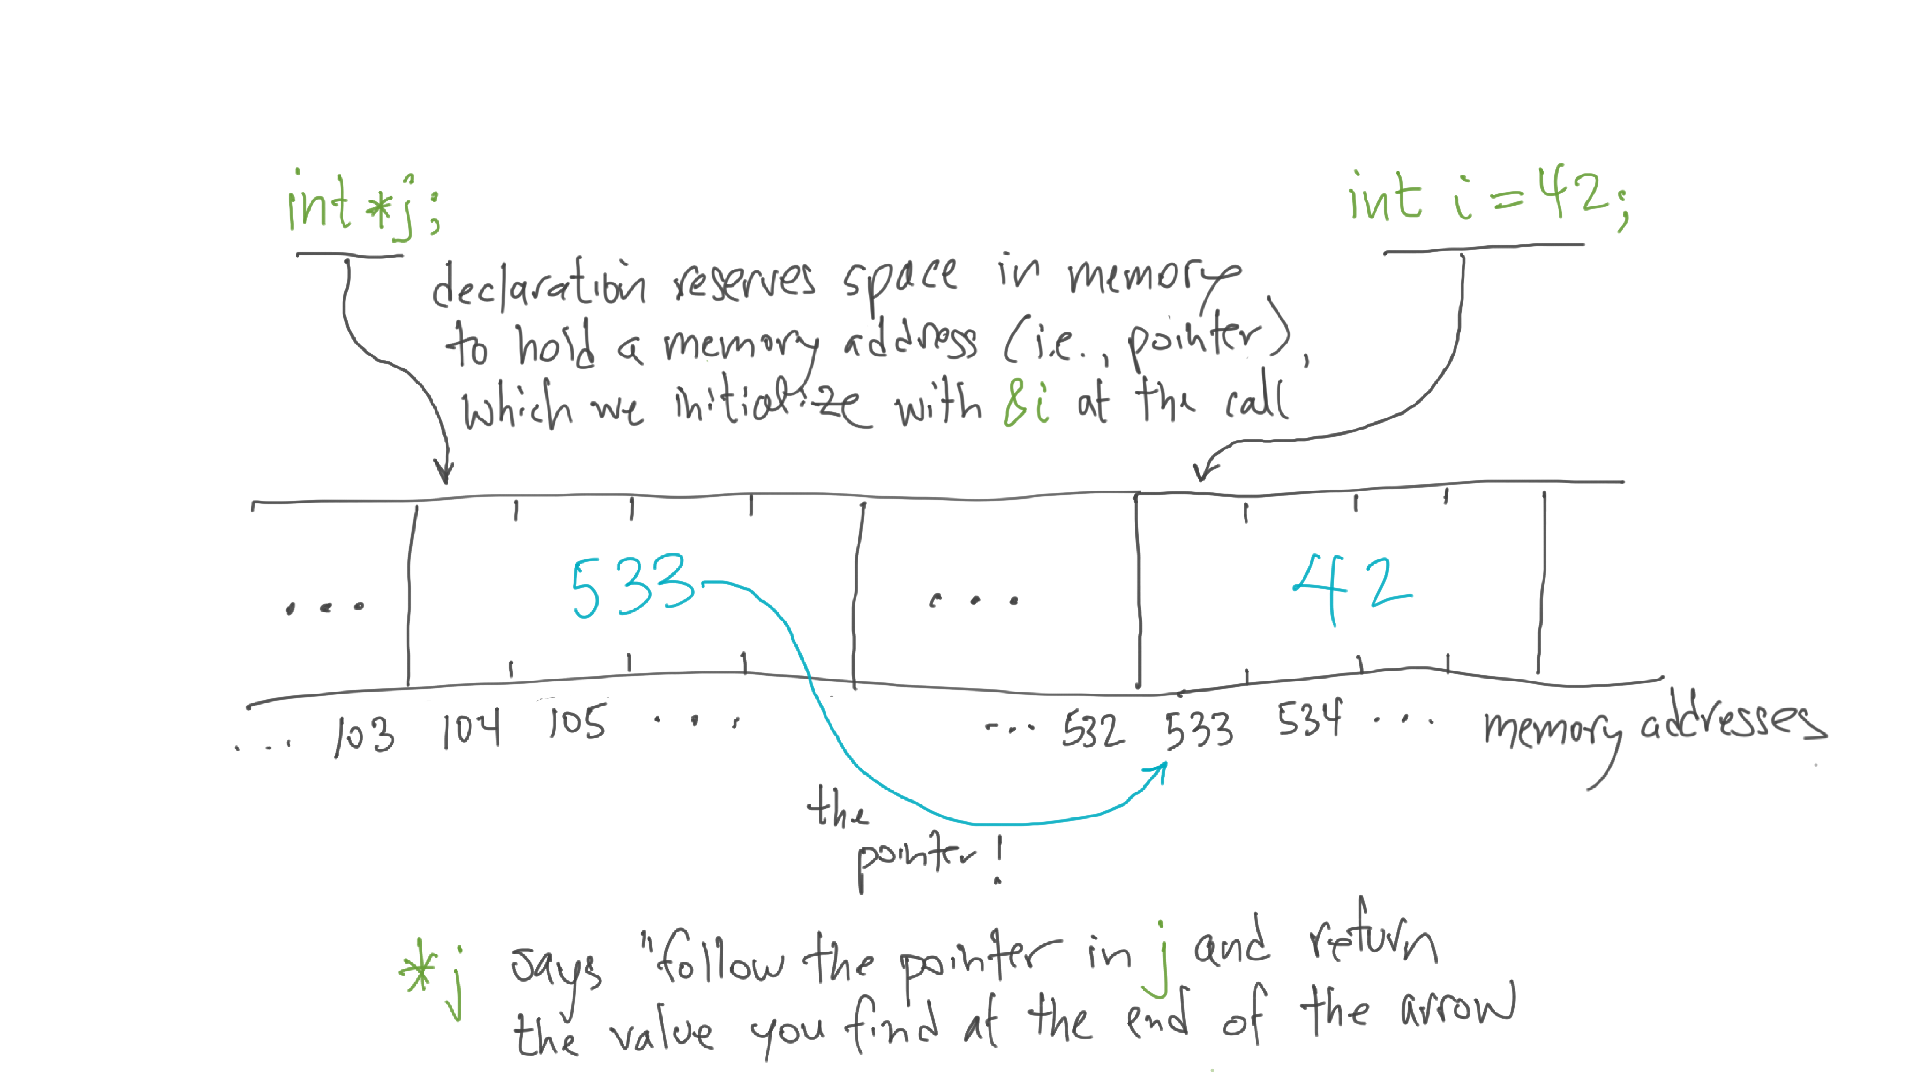 int *j;
int i = 42;
declaration reserves space in memory
to hold a memory address (i.e., pointer),
which we initialize with &i at the call
... 533 ... 42
... 103 104 105 ... ... 532 533 534 ... memory addresses
the
pointer!
*j says "follow the pointer in j and return
the value you find at the end of the arrow